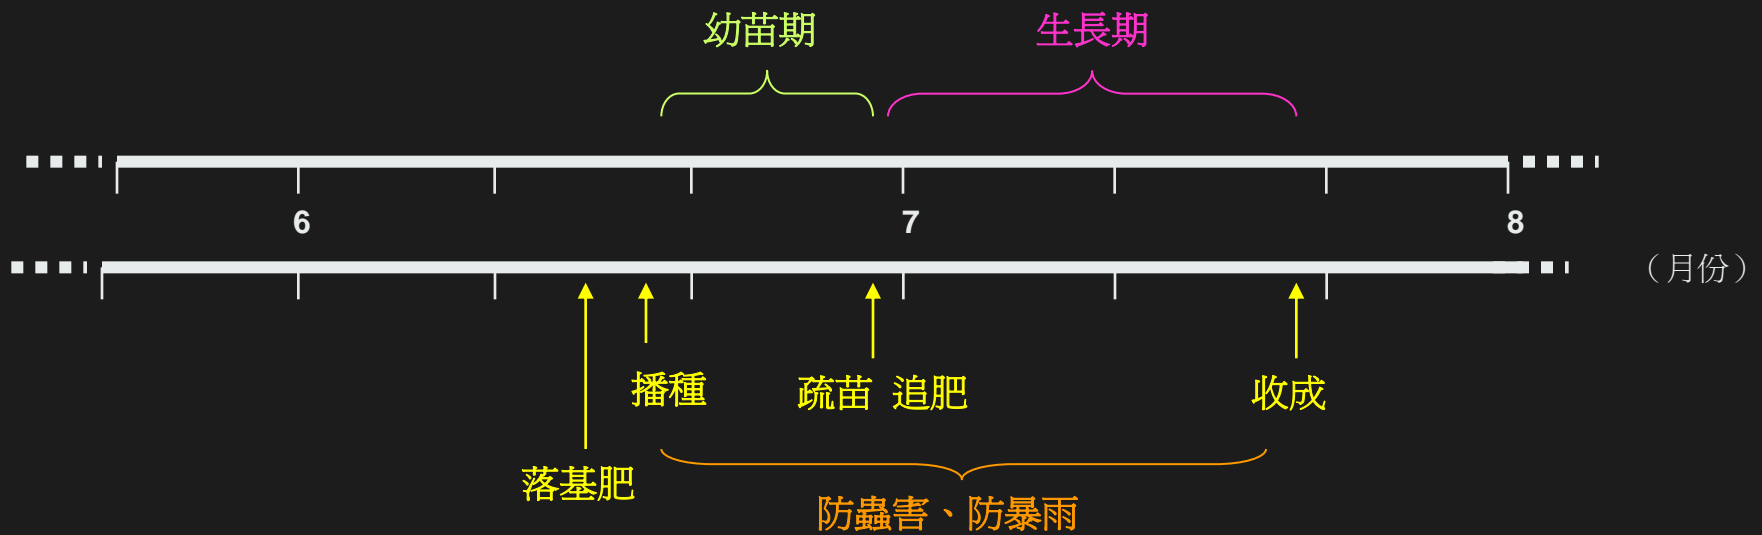 幼苗期 生長期
6 7 8
（月份）
播種 疏苗 追肥 收成
落基肥
防蟲害、防暴雨